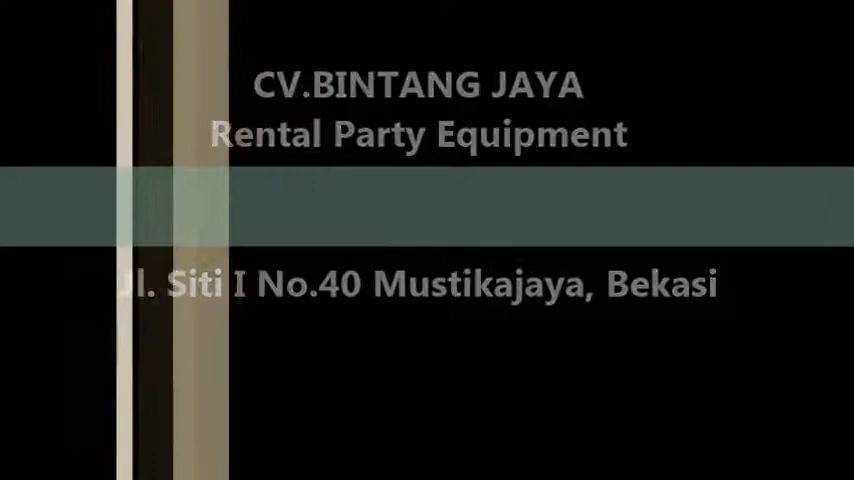 CV.BINTANG JAYA
Rental Party Equipment
Jl. Siti I No.40 Mustikajaya, Bekasi